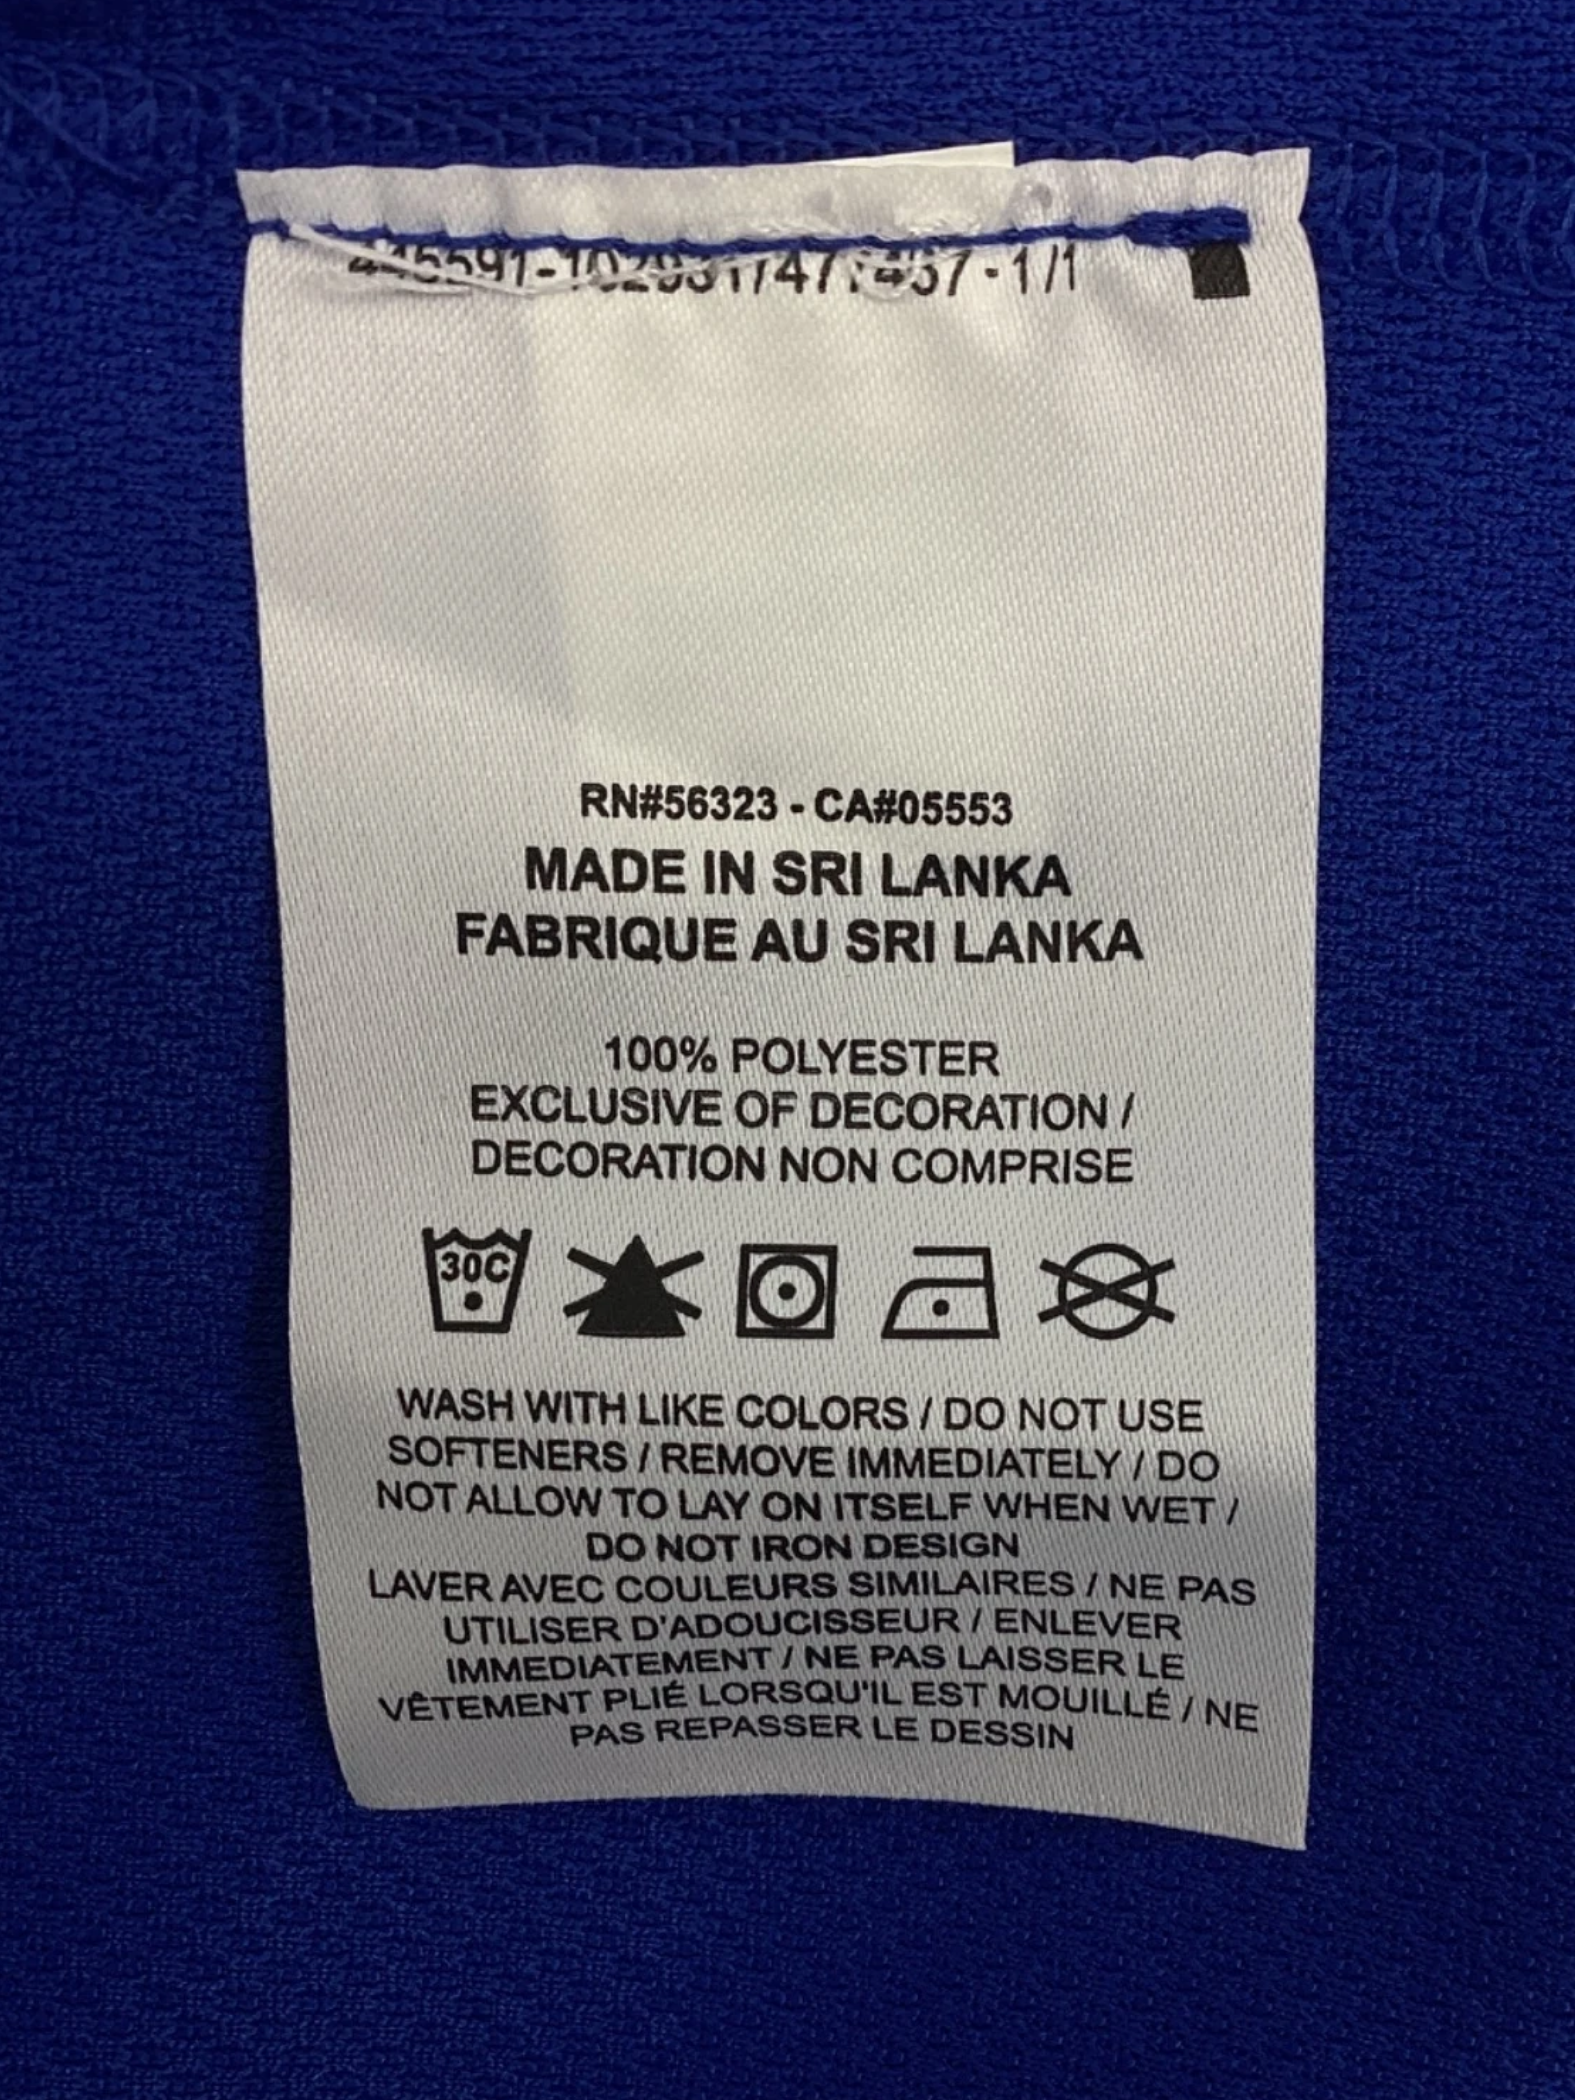 - 1/1
RN#56323 - CA#05553
MADE IN SRI LANKA
FABRIQUE AU SRI LANKA
100% POLYESTER
EXCLUSIVE OF DECORATION /
DECORATION NON COMPRISE
30C
WASH WITH LIKE COLORS / DO NOT USE
SOFTENERS / REMOVE IMMEDIATELY / DO
NOT ALLOW TO LAY ON ITSELF WHEN WET /
DO NOT IRON DESIGN
LAVER AVEC COULEURS SIMILAIRES / NE PAS
UTILISER D'ADOUCISSEUR / ENLEVER
IMMEDIATEMENT / NE PAS LAISSER LE
VÊTEMENT PLIÉ LORSQU'IL EST MOUILLÉ / NE
PAS REPASSER LE DESSIN